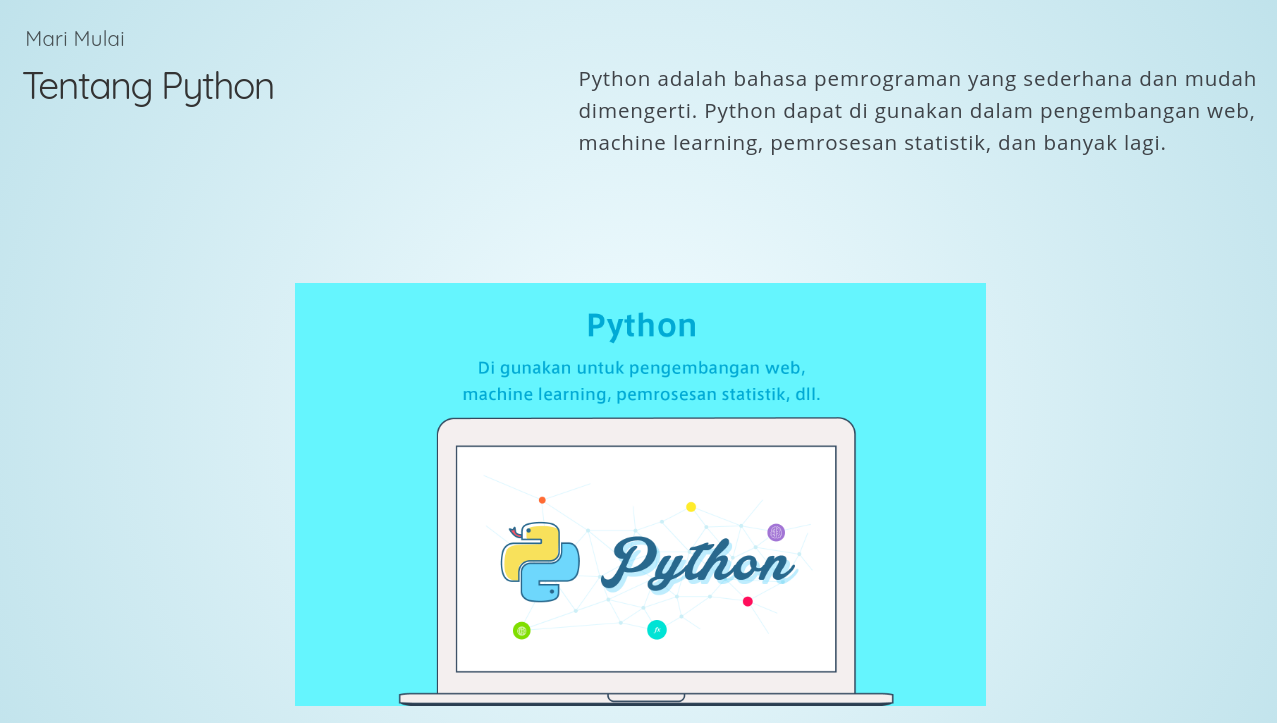 Mari Mulai
Tentang Python
Python adalah bahasa pemrograman yang sederhana dan mudah
dimengerti. Python dapat di gunakan dalam pengembangan web,
machine learning, pemrosesan statistik, dan banyak lagi.
Python
Di gunakan untuk pengembangan web,
machine learning, pemrosesan statistik, dll.
Python
fx